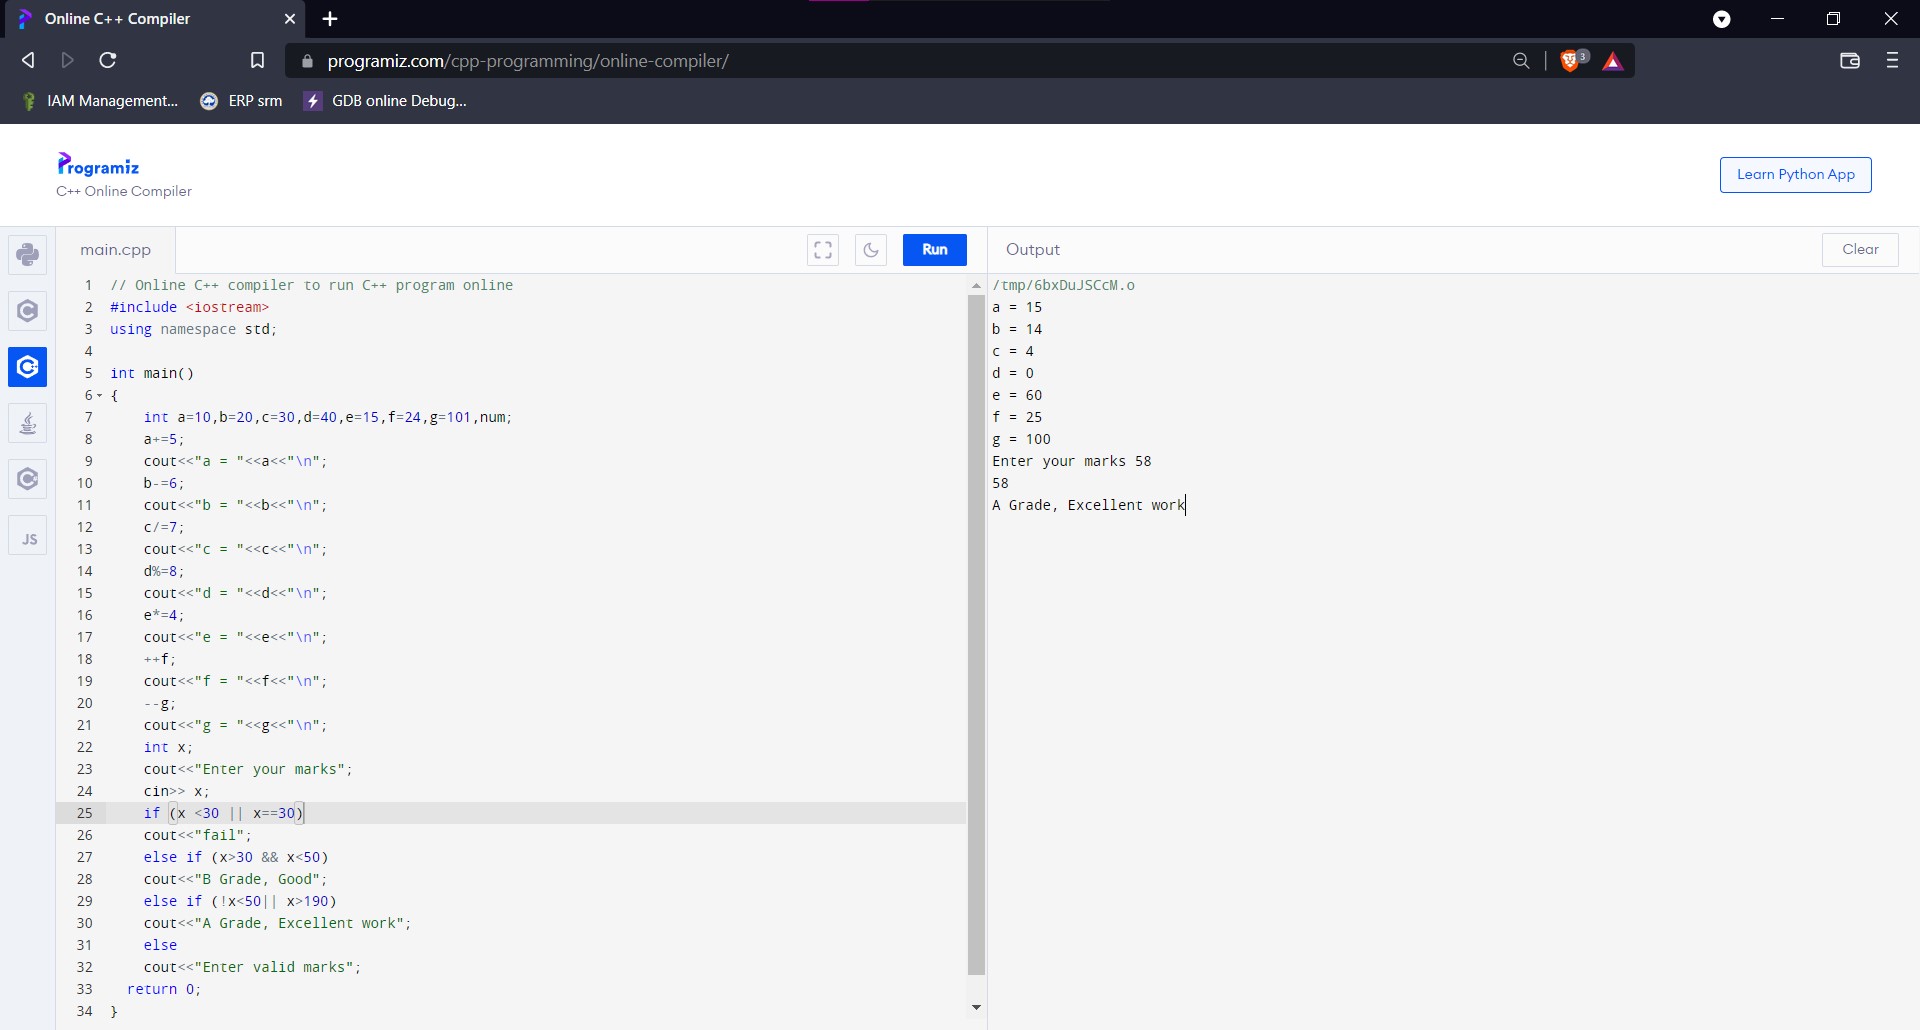 Online C++ Compiler
programiz.com/cpp-programming/online-compiler/
3
IAM Management... ERP srm GDB online Debug...
Programiz
C++ Online Compiler
Learn Python App
main.cpp
Run
Output
Clear
JS
1 // Online C++ compiler to run C++ program online
2 #include <iostream>
3 using namespace std;
4
5 int main()
6 {
7 int a=10,b=20,c=30,d=40,e=15,f=24,g=101,num;
8 a+=5;
9 cout<<"a = "<<a<<"\n";
10 b-=6;
11 cout<<"b = "<<b<<"\n";
12 c/=7;
13 cout<<"c = "<<c<<"\n";
14 d%=8;
15 cout<<"d = "<<d<<"\n";
16 e*=4;
17 cout<<"e = "<<e<<"\n";
18 ++f;
19 cout<<"f = "<<f<<"\n";
20 --g;
21 cout<<"g = "<<g<<"\n";
22 int x;
23 cout<<"Enter your marks";
24 cin>> x;
25 if (x <30 || x==30)
26 cout<<"fail";
27 else if (x>30 && x<50)
28 cout<<"B Grade, Good";
29 else if (!x<50|| x>190)
30 cout<<"A Grade, Excellent work";
31 else
32 cout<<"Enter valid marks";
33 return 0;
34 }
/tmp/6bxDuJSCcM.o
a = 15
b = 14
c = 4
d = 0
e = 60
f = 25
g = 100
Enter your marks 58
58
A Grade, Excellent work